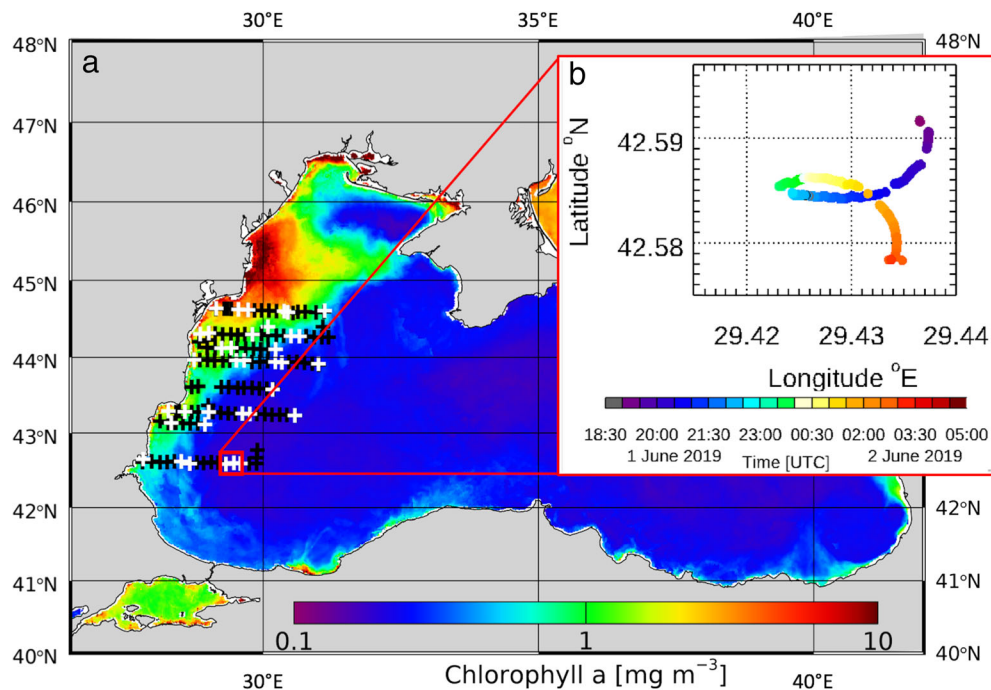 30°E 35°E 40°E
48°N 48°N
a
b
47°N
46°N
45°N
44°N
43°N
42°N 42°N
41°N 41°N
40°N 40°N
Latitude °N
42.59
42.58
29.42 29.43 29.44
Longitude °E
18:30 20:00 21:30 23:00 00:30 02:00 03:30 05:00
1 June 2019 Time [UTC] 2 June 2019
0.1 1 10
Chlorophyll a [mg m⁻³]
30°E 35°E 40°E